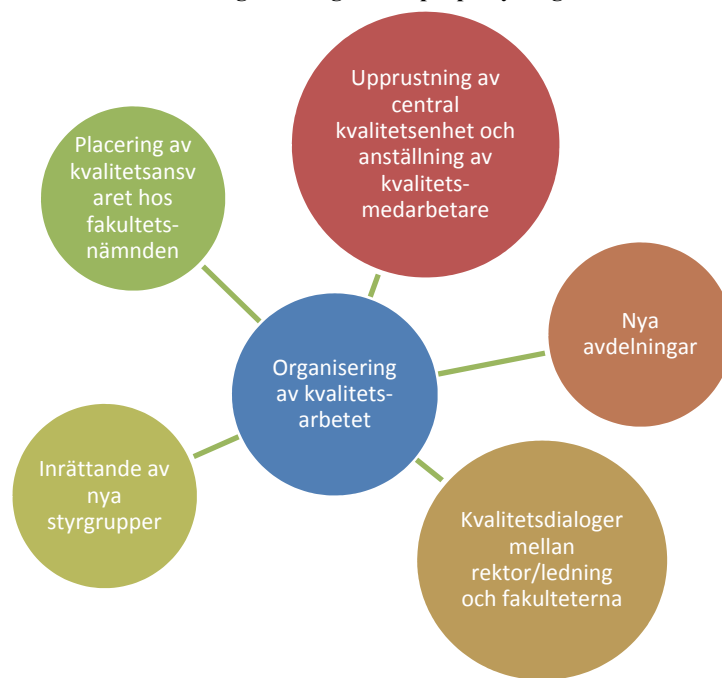 Upprustning av
central
kvalitetsenhet och
anställning av
kvalitets-
medarbetare
Placering av
kvalitetsansv
aret hos
fakultets-
nämnden
Nya
avdelningar
Organisering
av kvalitets-
arbetet
Inrättande av
nya
styrgrupper
Kvalitetsdialoger
mellan
rektor/ledning
och fakulteterna